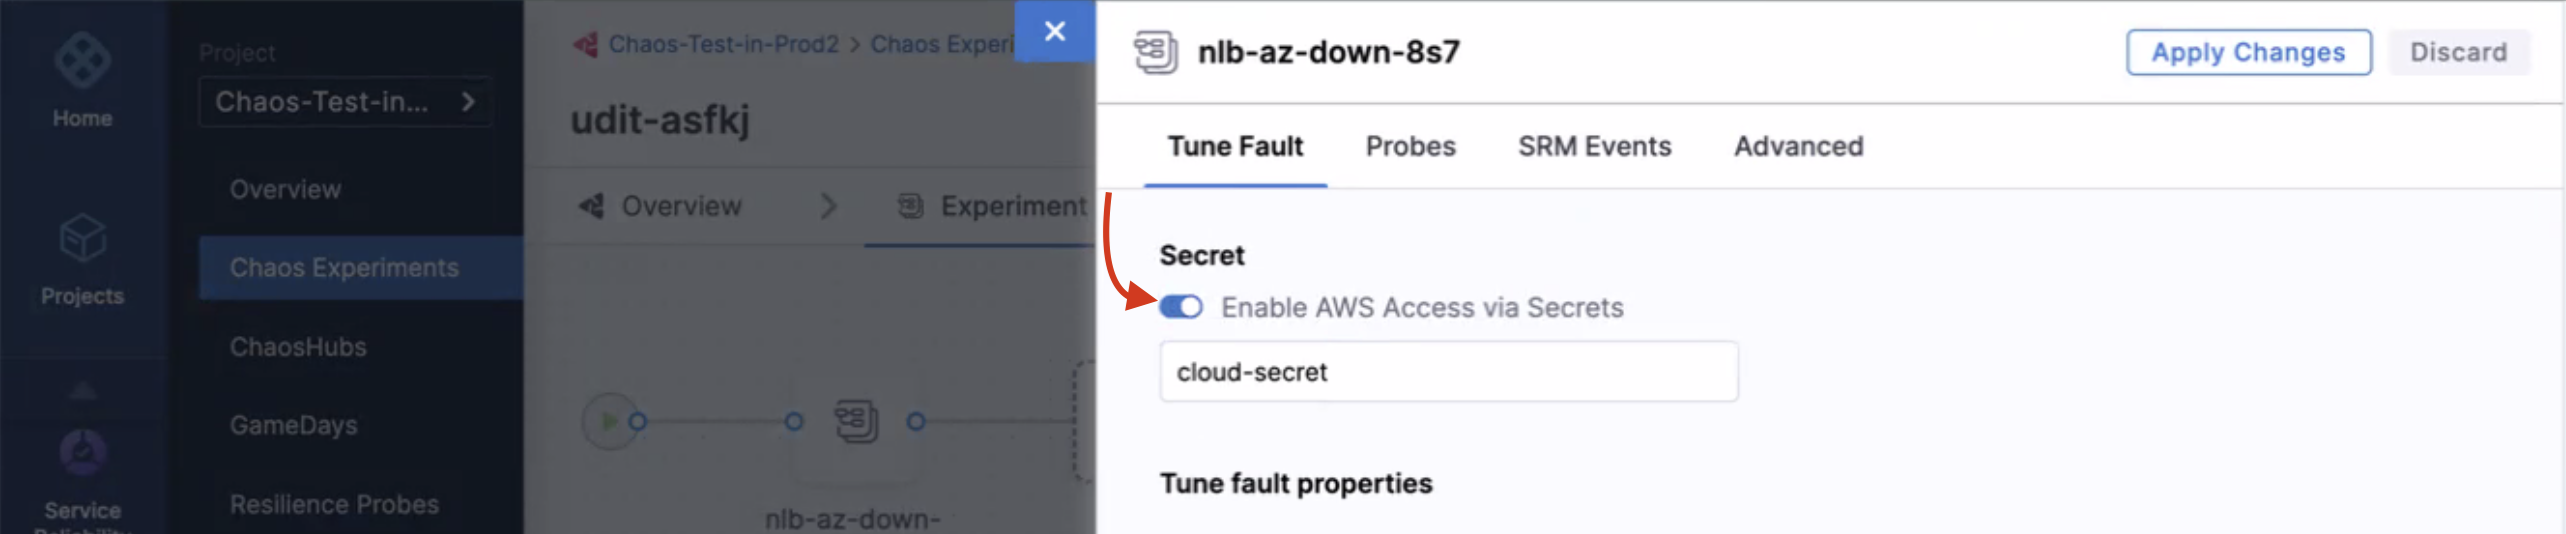 Home
Projects
Service
Reliability
Project
Chaos-Test-in...
Overview
Chaos Experiments
ChaosHubs
GameDays
Resilience Probes
Chaos-Test-in-Prod2 > Chaos Experi
udit-asfkj
Overview
Experiment
nlb-az-down-
nlb-az-down-8s7
Apply Changes
Discard
Tune Fault
Probes
SRM Events
Advanced
Secret
Enable AWS Access via Secrets
cloud-secret
Tune fault properties